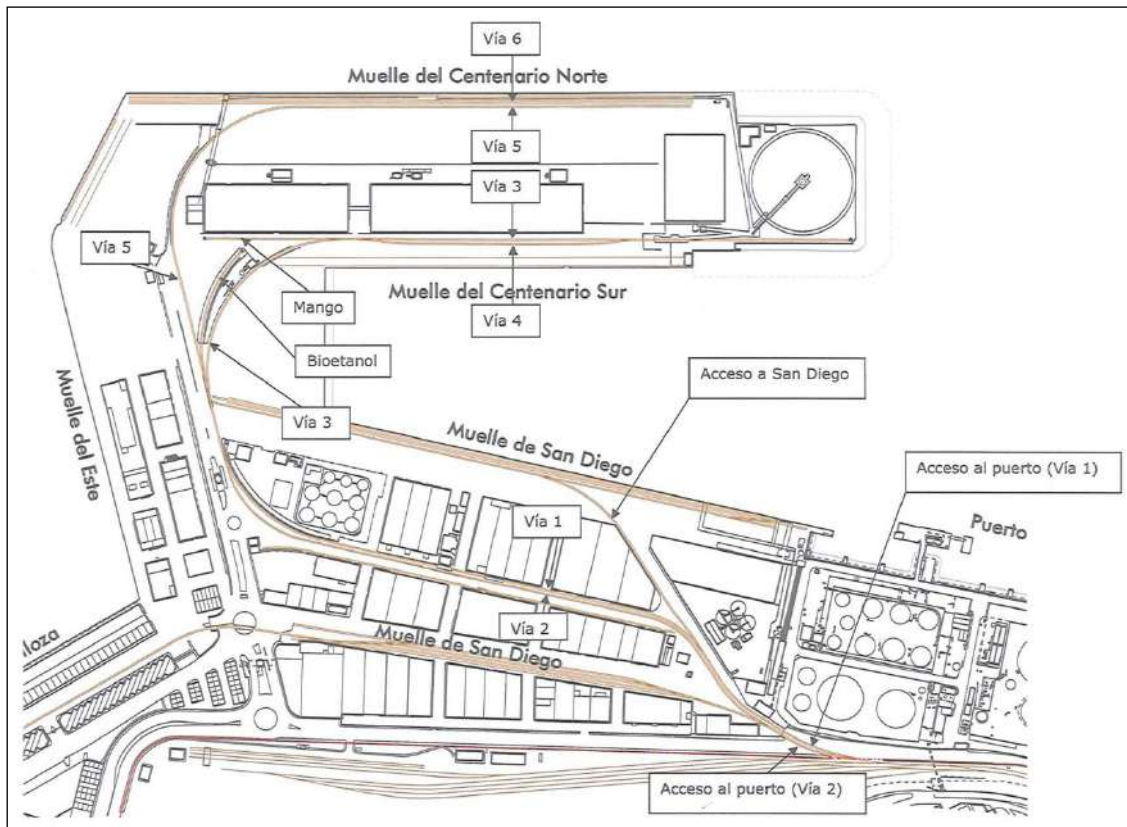 Vía 6
Muelle del Centenario Norte
Vía 5
Vía 3
Vía 5
Muelle del Centenario Sur
Mango
Vía 4
Bioetanol
Acceso a San Diego
Vía 3
Muelle del Este
Muelle de San Diego
Acceso al puerto (Vía 1)
Vía 1
Puerto
Vía 2
Muelle de San Diego
loza
Acceso al puerto (Vía 2)